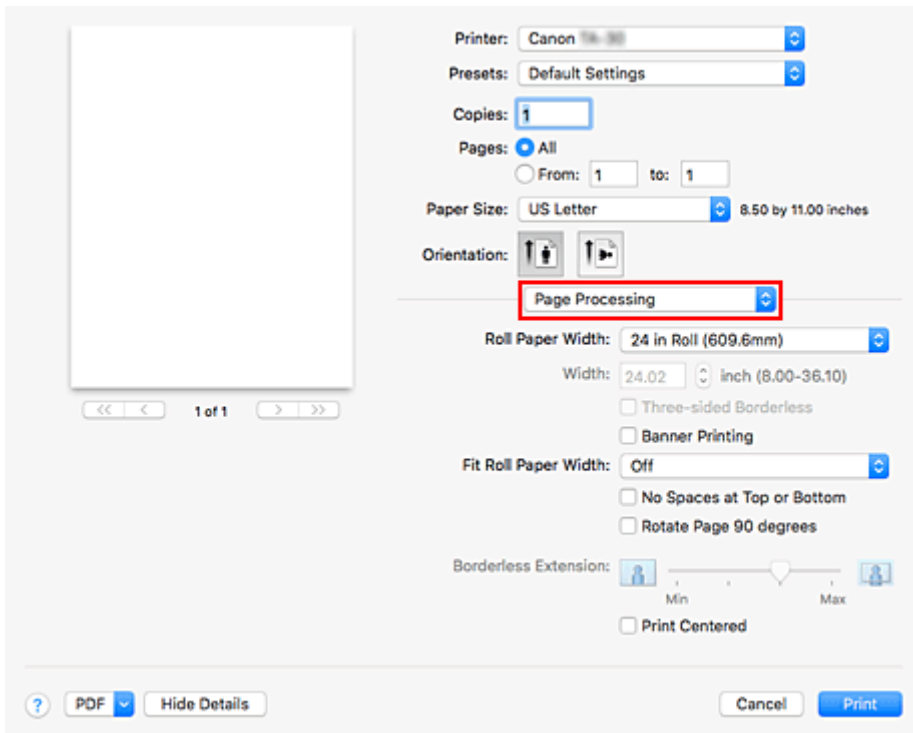 Printer: Canon
Presets: Default Settings
Copies: 1
Pages: All
From: 1 to: 1
Paper Size: US Letter 8.50 by 11.00 inches
Orientation:
Page Processing
Roll Paper Width: 24 in Roll (609.6mm)
Width: 24.02 inch (8.00-36.10)
1 of 1
Three-sided Borderless
Banner Printing
Fit Roll Paper Width: Off
No Spaces at Top or Bottom
Rotate Page 90 degrees
Borderless Extension:
Min Max
Print Centered
? PDF Hide Details Cancel Print